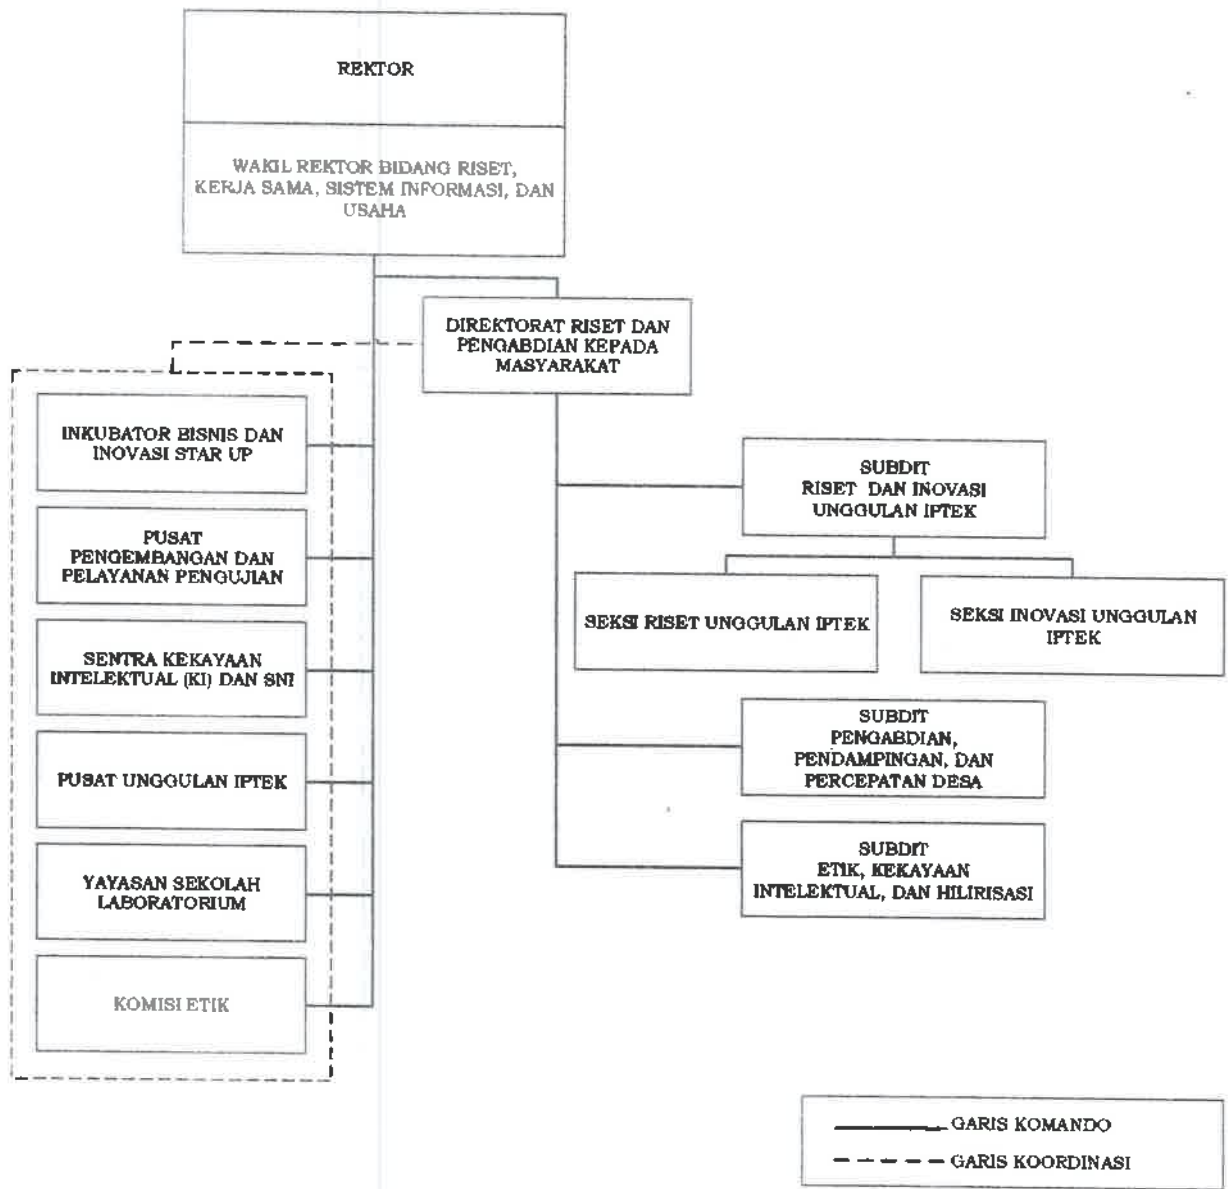 REKTOR
WAKIL REKTOR BIDANG RISET,
KERJA SAMA, SISTEM INFORMASI, DAN
USAHA
DIREKTORAT RISET DAN
PENGABDIAN KEPADA
MASYARAKAT
INKUBATOR BISNIS DAN
INOVASI STAR UP
PUSAT
PENGEMBANGAN DAN
PELAYANAN PENGUJIAN
SENTRA KEKAYAAN
INTELEKTUAL (KI) DAN SNI
PUSAT UNGGULAN IPTEK
YAYASAN SEKOLAH
LABORATORIUM
KOMISI ETIK
SUBDIT
RISET DAN INOVASI
UNGGULAN IPTEK
SEKSI RISET UNGGULAN IPTEK
SEKSI INOVASI UNGGULAN
IPTEK
SUBDIT
PENGABDIAN,
PENDAMPINGAN, DAN
PERCEPATAN DESA
SUBDIT
ETIK, KEKAYAAN
INTELEKTUAL, DAN HILIRISASI
GARIS KOMANDO
GARIS KOORDINASI